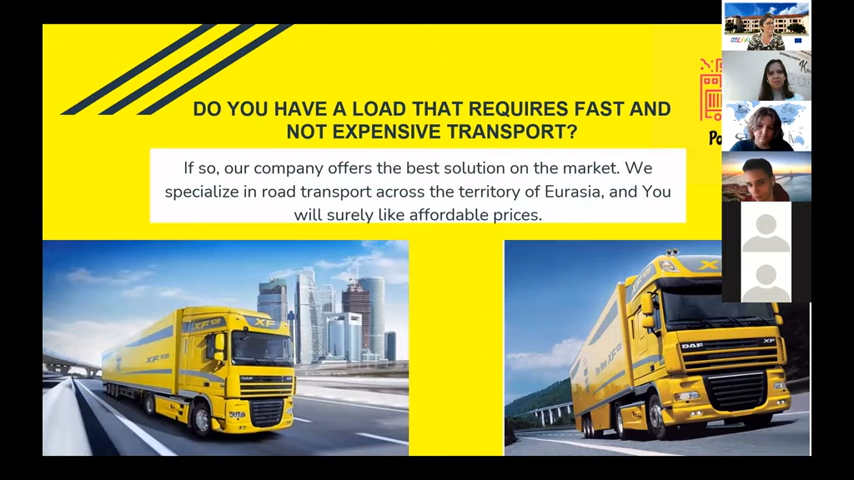 DO YOU HAVE A LOAD THAT REQUIRES FAST AND
NOT EXPENSIVE TRANSPORT?
If so, our company offers the best solution on the market. We
specialize in road transport across the territory of Eurasia, and You
will surely like affordable prices.
XF
XF 105
DAF
DAF
XF